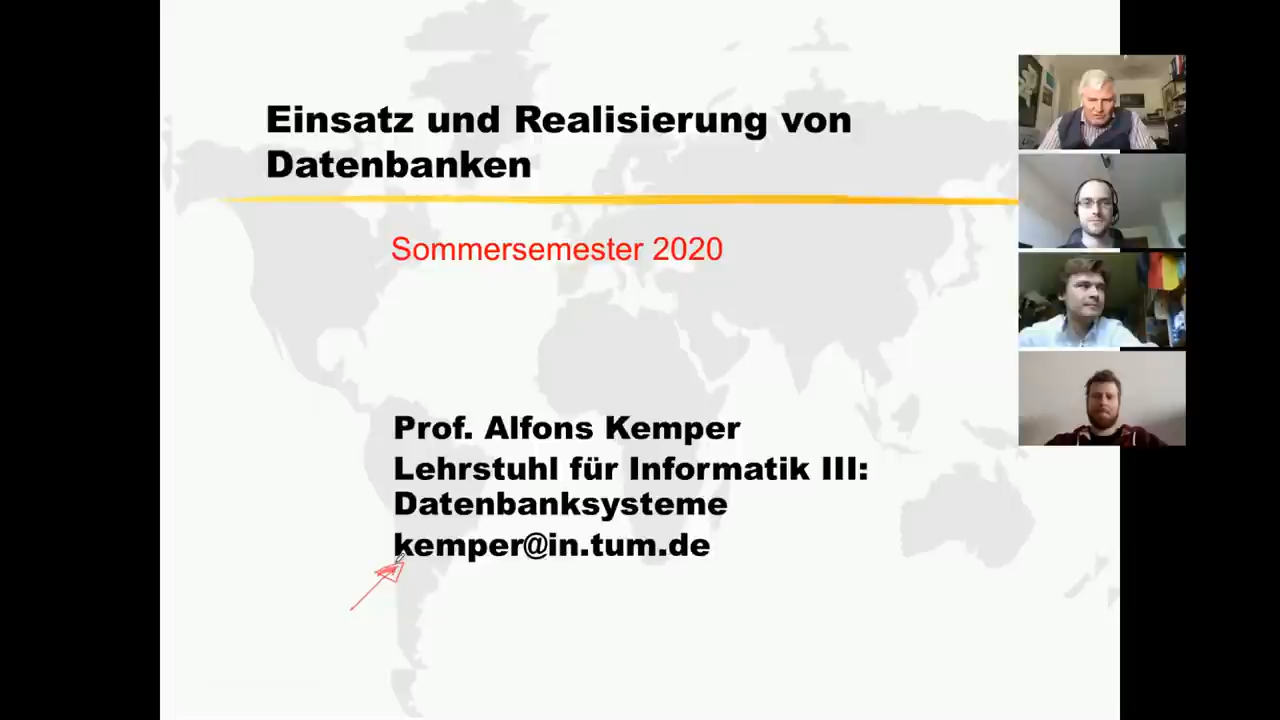 Einsatz und Realisierung von
Datenbanken
Sommersemester 2020
Prof. Alfons Kemper
Lehrstuhl für Informatik III:
Datenbanksysteme
kemper@in.tum.de